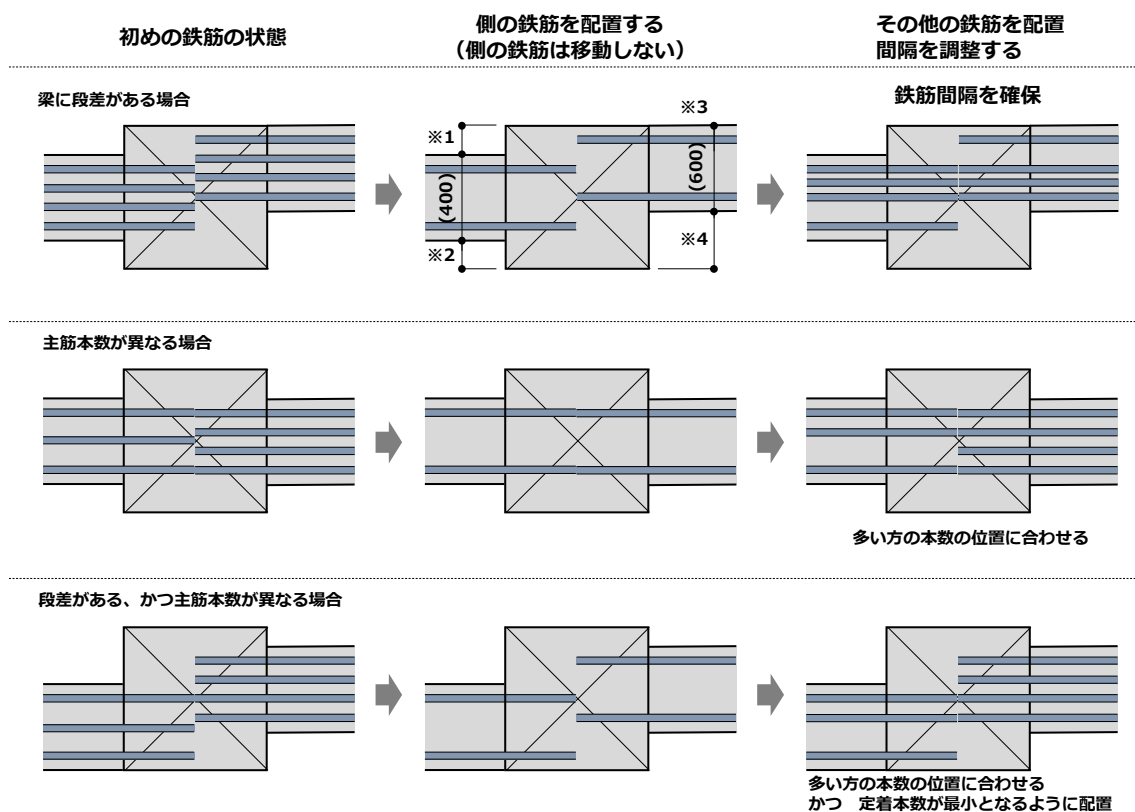 初めの鉄筋の状態
側の鉄筋を配置する
（側の鉄筋は移動しない）
その他の鉄筋を配置
間隔を調整する
梁に段差がある場合
鉄筋間隔を確保
※1
(400)
※2
※3
(600)
※4
主筋本数が異なる場合
多い方の本数の位置に合わせる
段差がある、かつ主筋本数が異なる場合
多い方の本数の位置に合わせる
かつ　定着本数が最小となるように配置